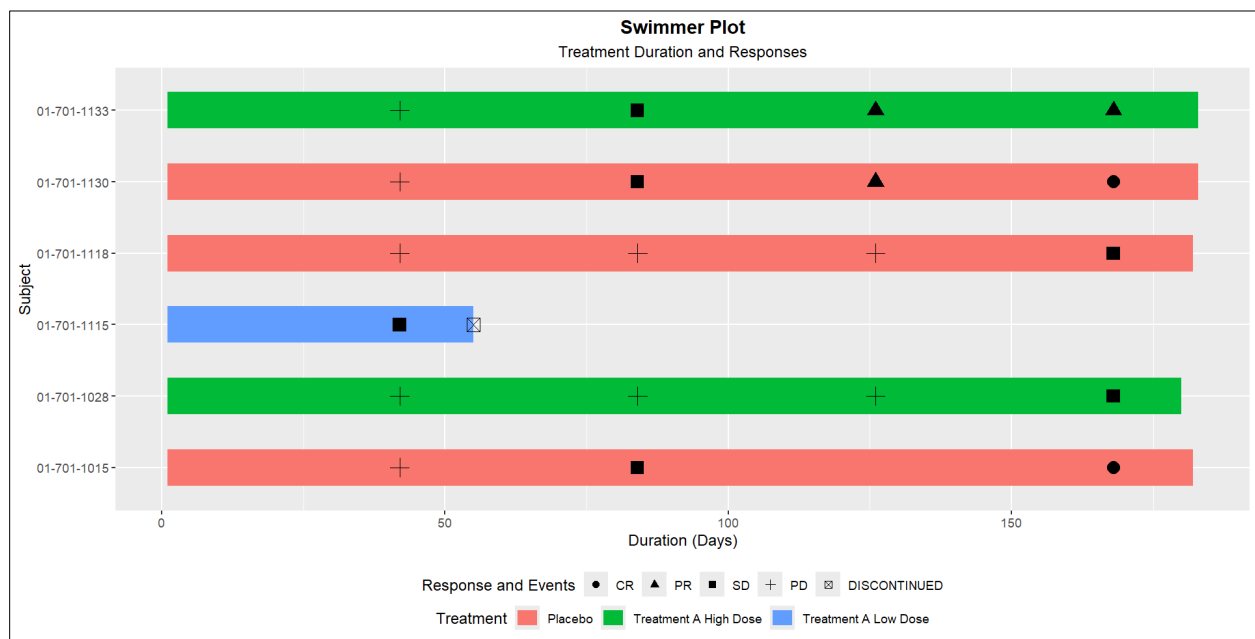 Swimmer Plot
Treatment Duration and Responses
01-701-1133
01-701-1130
01-701-1118
01-701-1115
01-701-1028
01-701-1015
Subject
0 50 100 150
Duration (Days)
Response and Events CR PR SD PD DISCONTINUED
Treatment Placebo Treatment A High Dose Treatment A Low Dose